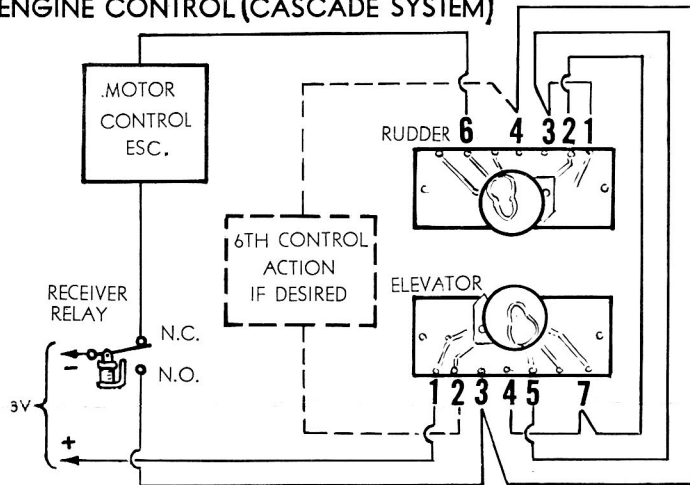 ENGINE CONTROL (CASCADE SYSTEM)
.MOTOR
CONTROL
ESC.
RUDDER 6 4 3 2 1
6TH CONTROL
ACTION
IF DESIRED
ELEVATOR
RECEIVER
RELAY
N.C.
-
N.O.
3V
+
1 2 3 4 5 7